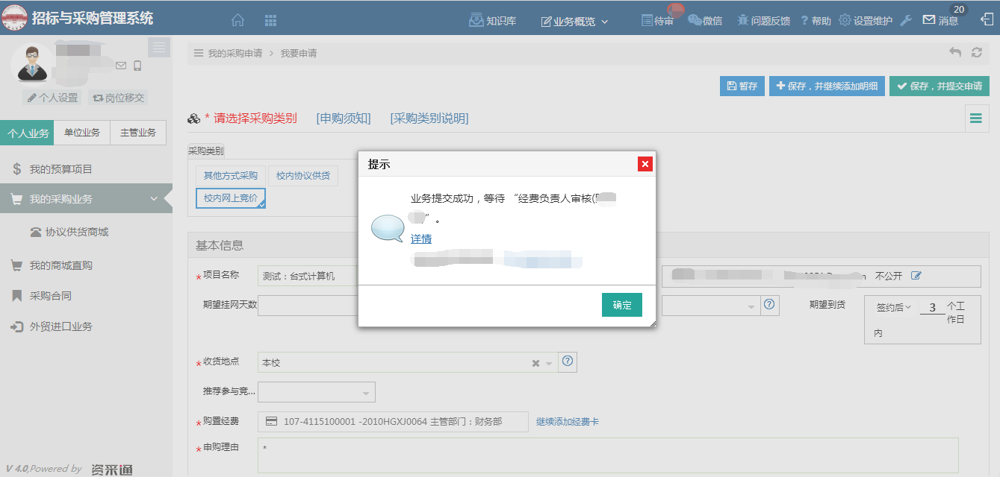 招标与采购管理系统
知识库 业务概览 待审 微信 问题反馈 ? 帮助 设置维护 消息 20
我的采购申请 > 我要申请
个人设置 岗位移交
暂存 保存，并继续添加明细 保存，并提交申请
* 请选择采购类别 [申购须知] [采购类别说明]
个人业务 单位业务 主管业务
采购类别
其他方式采购 校内协议供货
校内网上竞价
$ 我的预算项目
我的采购业务
协议供货商城
我的商城直购
采购合同
外贸进口业务
V 4.0,Powered by 资采通
提示
业务提交成功，等待 “经费负责人审核(
”。
详情
确定
基本信息
* 项目名称 测试：台式计算机 不公开
期望挂网天数 期望到货 签约后 3 个工作日内
* 收货地点 本校
推荐参与竞...
* 购置经费 107-4115100001 -2010HGXJ0064 主管部门：财务部 继续添加经费卡
* 申购理由 *